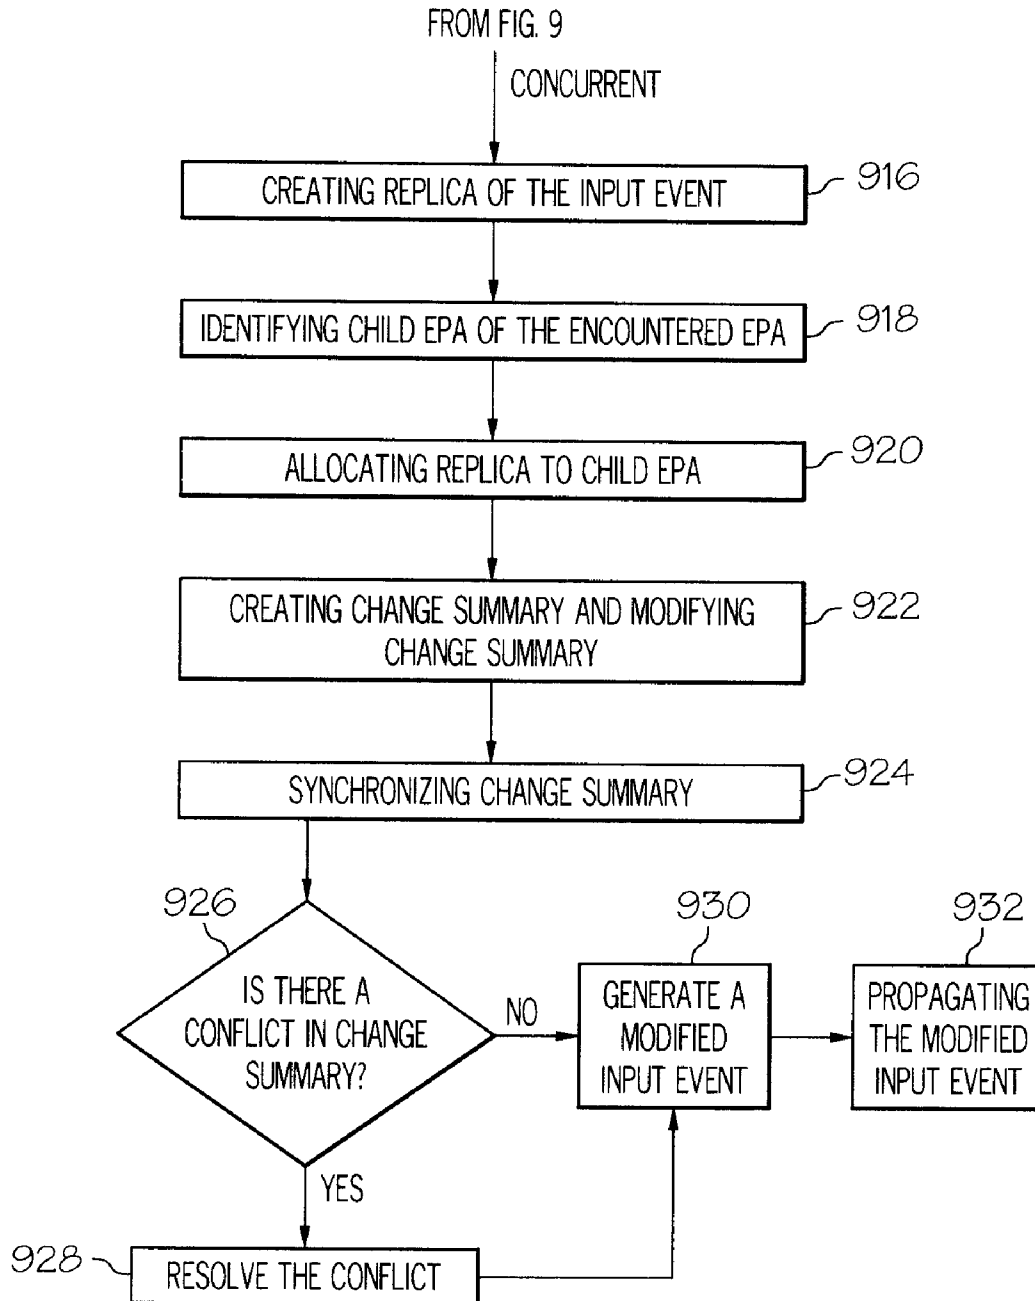 FROM FIG. 9
CONCURRENT
CREATING REPLICA OF THE INPUT EVENT
916
IDENTIFYING CHILD EPA OF THE ENCOUNTERED EPA
918
ALLOCATING REPLICA TO CHILD EPA
920
CREATING CHANGE SUMMARY AND MODIFYING
CHANGE SUMMARY
922
SYNCHRONIZING CHANGE SUMMARY
924
926
IS THERE A
CONFLICT IN CHANGE
SUMMARY?
NO
930
GENERATE A
MODIFIED
INPUT EVENT
932
PROPAGATING
THE MODIFIED
INPUT EVENT
YES
928
RESOLVE THE CONFLICT